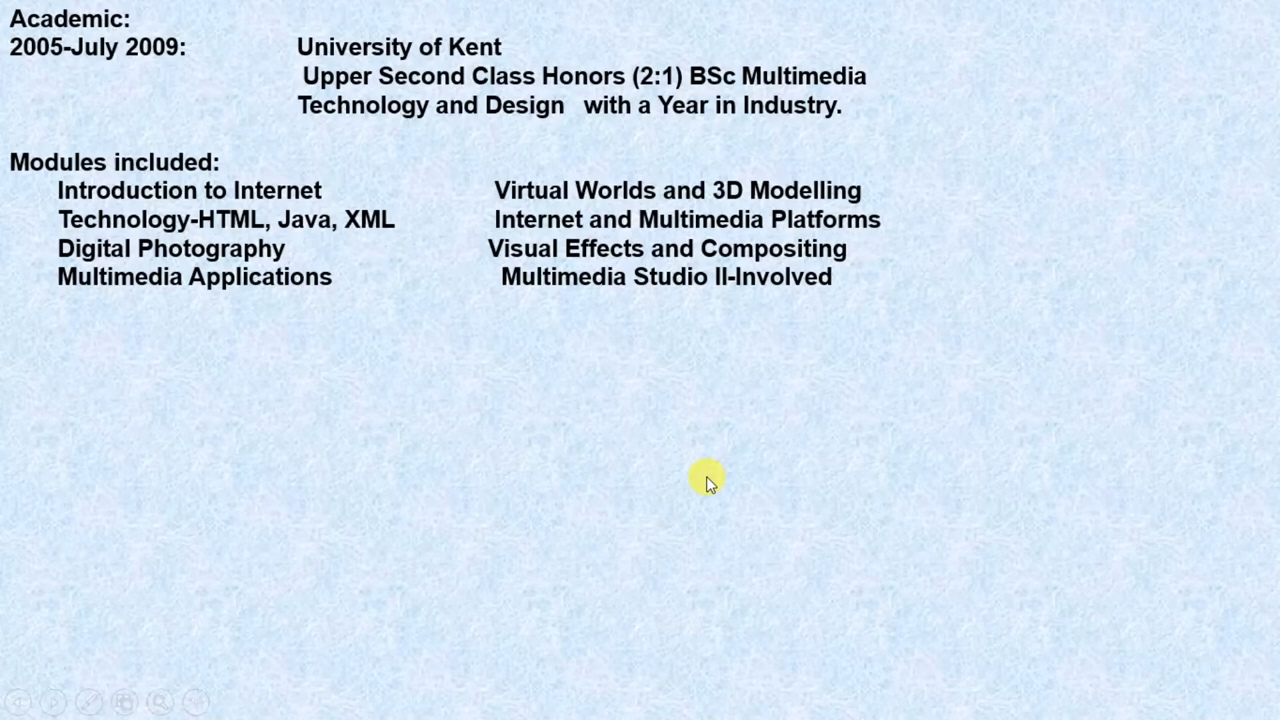 Academic:
2005-July 2009: University of Kent
Upper Second Class Honors (2:1) BSc Multimedia
Technology and Design with a Year in Industry.
Modules included:
Introduction to Internet Virtual Worlds and 3D Modelling
Technology-HTML, Java, XML Internet and Multimedia Platforms
Digital Photography Visual Effects and Compositing
Multimedia Applications Multimedia Studio II-Involved